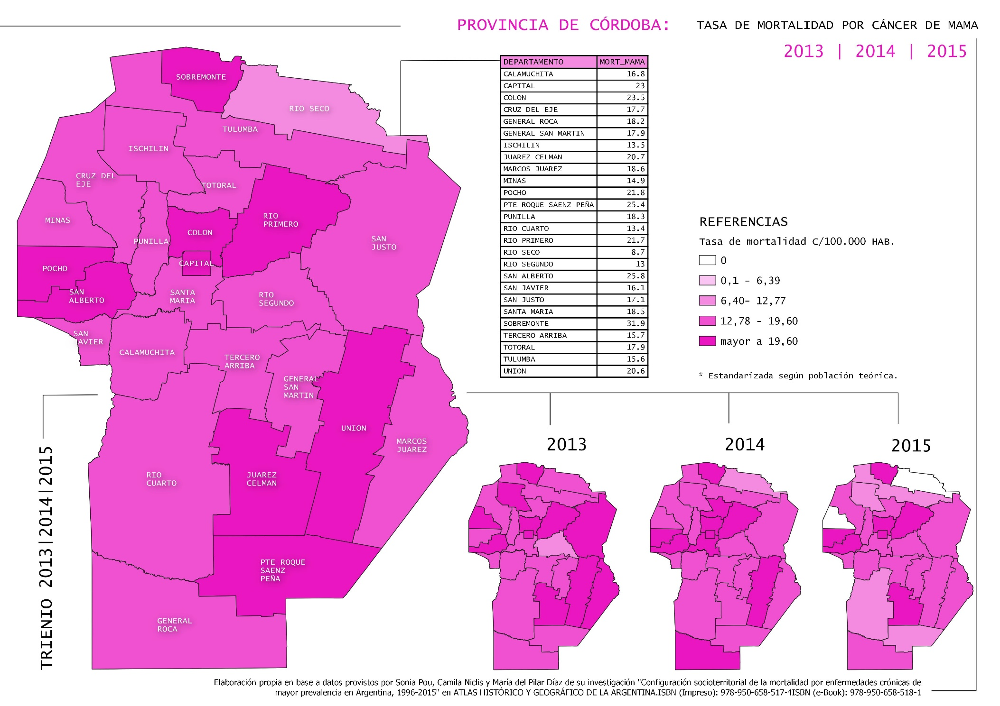 PROVINCIA DE CÓRDOBA: TASA DE MORTALIDAD POR CÁNCER DE MAMA
2013 | 2014 | 2015
DEPARTAMENTO MORT_MAMA
CALAMUCHITA 16.8
CAPITAL 23
COLON 23.5
CRUZ DEL EJE 17.7
GENERAL ROCA 18.2
GENERAL SAN MARTIN 17.9
ISCHILIN 13.5
JUAREZ CELMAN 20.7
MARCOS JUAREZ 18.6
MINAS 14.9
POCHO 21.8
PTE ROQUE SAENZ PEÑA 25.4
PUNILLA 18.3
RIO CUARTO 13.4
RIO PRIMERO 21.7
RIO SECO 8.7
RIO SEGUNDO 13
SAN ALBERTO 25.8
SAN JAVIER 16.1
SAN JUSTO 17.1
SANTA MARIA 18.5
SOBREMONTE 31.9
TERCERO ARRIBA 15.7
TOTORAL 17.9
TULUMBA 15.6
UNION 20.6
SOBREMONTE
RIO SECO
TULUMBA
ISCHILIN
CRUZ DEL
EJE
TOTORAL
MINAS
RIO
PRIMERO
COLON
PUNILLA
SAN
JUSTO
CAPITAL
POCHO
SAN
ALBERTO
SANTA
MARIA
RIO
SEGUNDO
SAN
AVIER
CALAMUCHITA
TERCERO
ARRIBA
GENERAL
SAN
MARTIN
UNION
MARCOS
JUAREZ
RIO
CUARTO
JUAREZ
CELMAN
PTE ROQUE
SAENZ
PEÑA
GENERAL
ROCA
REFERENCIAS
Tasa de mortalidad C/100.000 HAB.
0
0,1 - 6,39
6,40- 12,77
12,78 - 19,60
mayor a 19,60
* Estandarizada según población teórica.
TRIENIO 2013|2014|2015
2013
2014
2015
Elaboración propia en base a datos provistos por Sonia Pou, Camila Niclis y María del Pilar Díaz de su investigación "Configuración socioterritorial de la mortalidad por enfermedades crónicas de
mayor prevalencia en Argentina, 1996-2015" en ATLAS HISTÓRICO Y GEOGRÁFICO DE LA ARGENTINA.ISBN (Impreso): 978-950-658-517-4ISBN (e-Book): 978-950-658-518-1